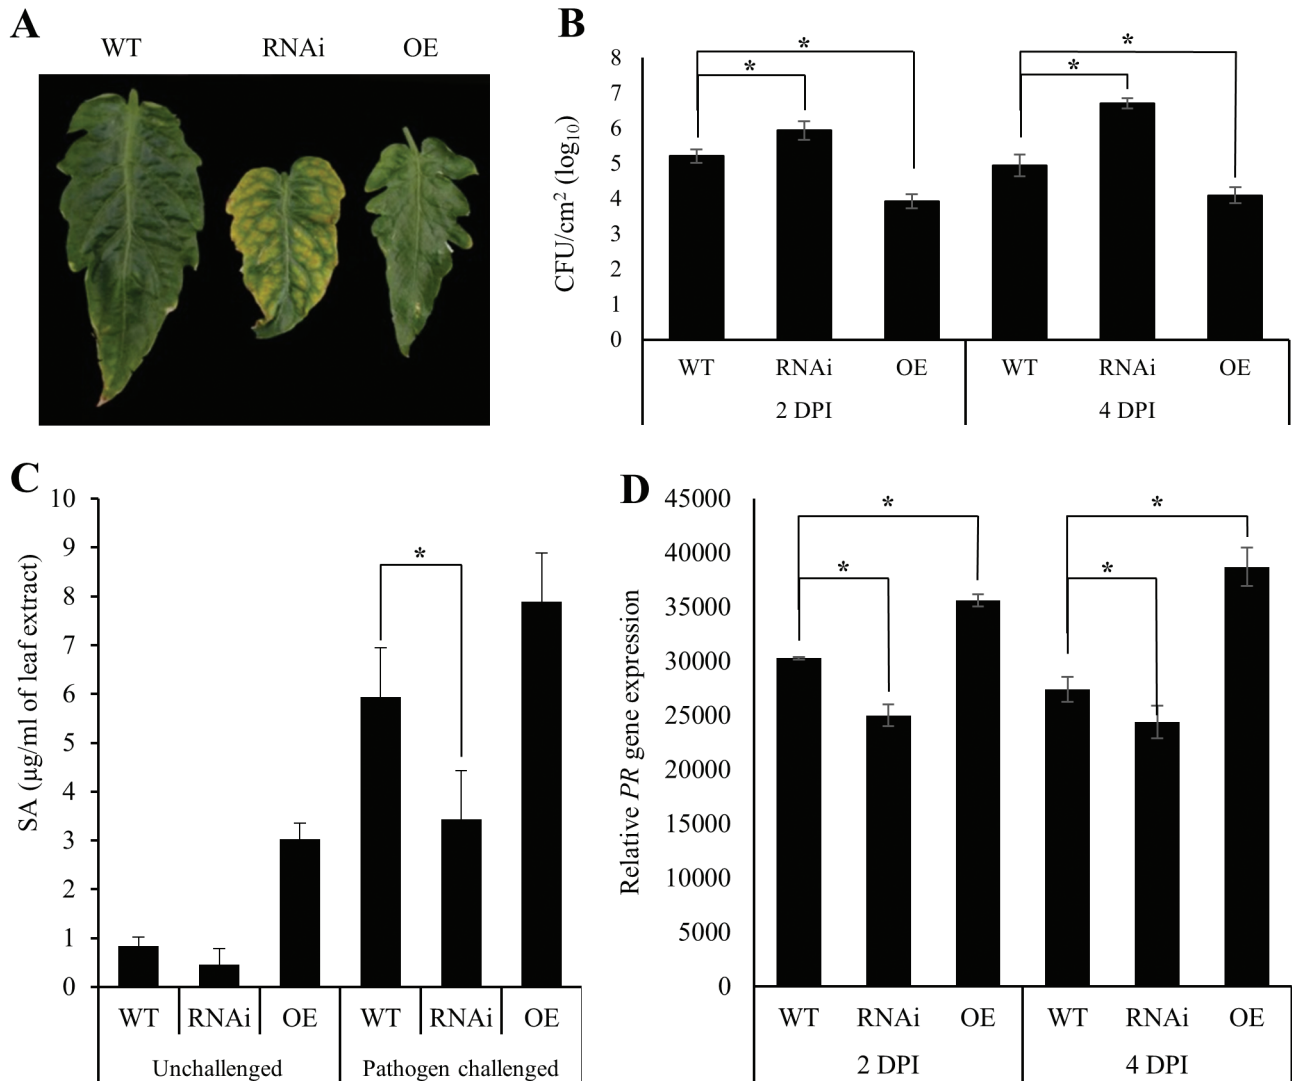 A
WT RNAi OE
B
CFU/cm² (log₁₀)
8
7
6
5
4
3
2
1
0
* * * *
WT RNAi OE WT RNAi OE
2 DPI 4 DPI
C
SA (µg/ml of leaf extract)
10
9
8
7
6
5
4
3
2
1
0
*
WT RNAi OE WT RNAi OE
Unchallenged Pathogen challenged
D
Relative PR gene expression
45000
40000
35000
30000
25000
20000
15000
10000
5000
0
* * * *
WT RNAi OE WT RNAi OE
2 DPI 4 DPI